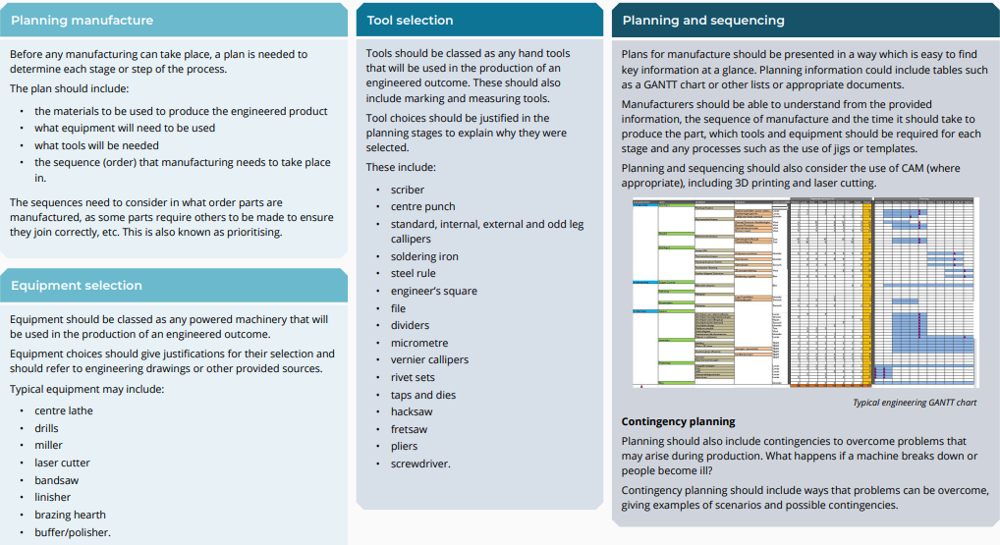 Planning manufacture
Before any manufacturing can take place, a plan is needed to
determine each stage or step of the process.
The plan should include:
• the materials to be used to produce the engineered product
• what equipment will need to be used
• what tools will be needed
• the sequence (order) that manufacturing needs to take place
in.
The sequences need to consider in what order parts are
manufactured, as some parts require others to be made to ensure
they join correctly, etc. This is also known as prioritising.
Equipment selection
Equipment should be classed as any powered machinery that will
be used in the production of an engineered outcome.
Equipment choices should give justifications for their selection and
should refer to engineering drawings or other provided sources.
Typical equipment may include:
• centre lathe
• drills
• miller
• laser cutter
• bandsaw
• linisher
• brazing hearth
• buffer/polisher.
Tool selection
Tools should be classed as any hand tools
that will be used in the production of an
engineered outcome. These should also
include marking and measuring tools.
Tool choices should be justified in the
planning stages to explain why they were
selected.
These include:
• scriber
• centre punch
• standard, internal, external and odd leg
callipers
• soldering iron
• steel rule
• engineer's square
• file
• dividers
• micrometre
• vernier callipers
• rivet sets
• taps and dies
• hacksaw
• fretsaw
• pliers
• screwdriver.
Planning and sequencing
Plans for manufacture should be presented in a way which is easy to find
key information at a glance. Planning information could include tables such
as a GANTT chart or other lists or appropriate documents.
Manufacturers should be able to understand from the provided
information, the sequence of manufacture and the time it should take to
produce the part, which tools and equipment should be required for each
stage and any processes such as the use of jigs or templates.
Planning and sequencing should also consider the use of CAM (where
appropriate), including 3D printing and laser cutting.
Typical engineering GANTT chart
Contingency planning
Planning should also include contingencies to overcome problems that
may arise during production. What happens if a machine breaks down or
people become ill?
Contingency planning should include ways that problems can be overcome,
giving examples of scenarios and possible contingencies.